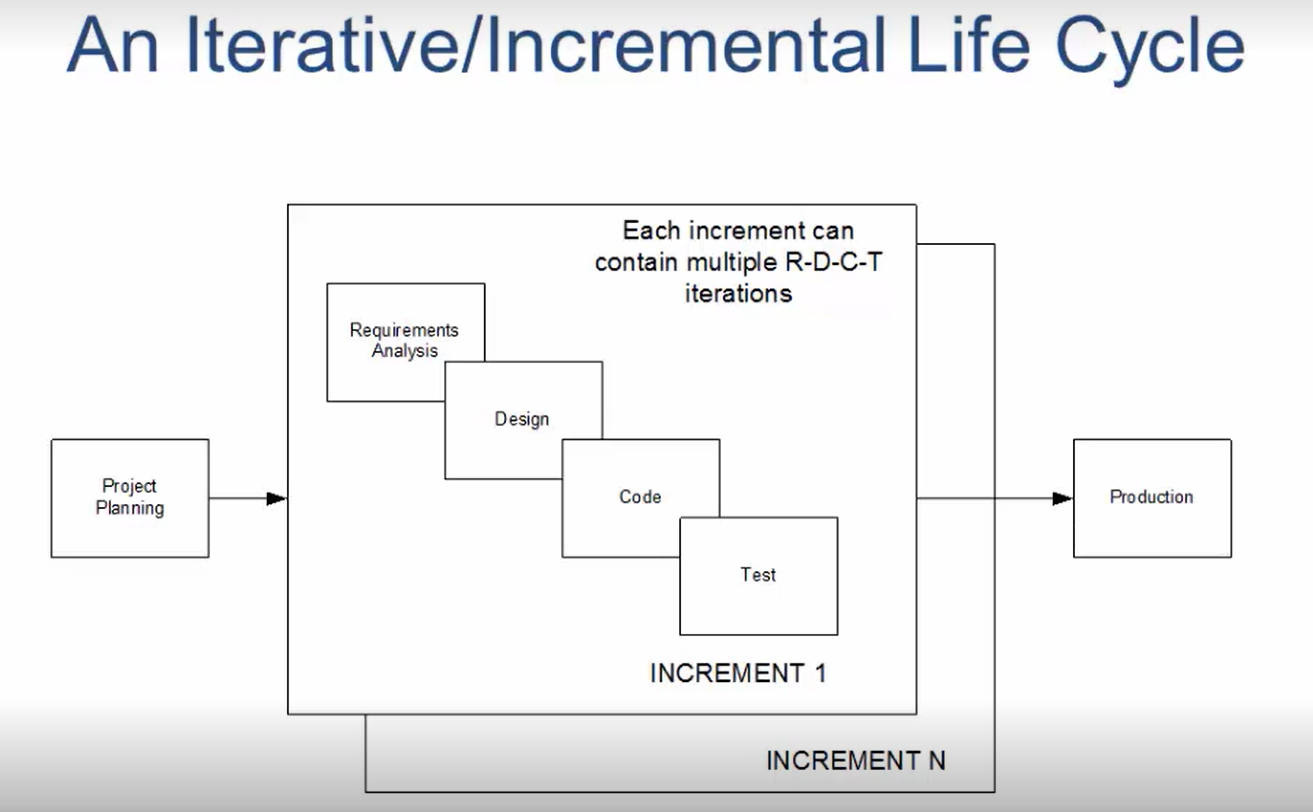 An Iterative/Incremental Life Cycle
Each increment can
contain multiple R-D-C-T
iterations
Requirements
Analysis
Design
Project
Planning
Code
Production
Test
INCREMENT 1
INCREMENT N